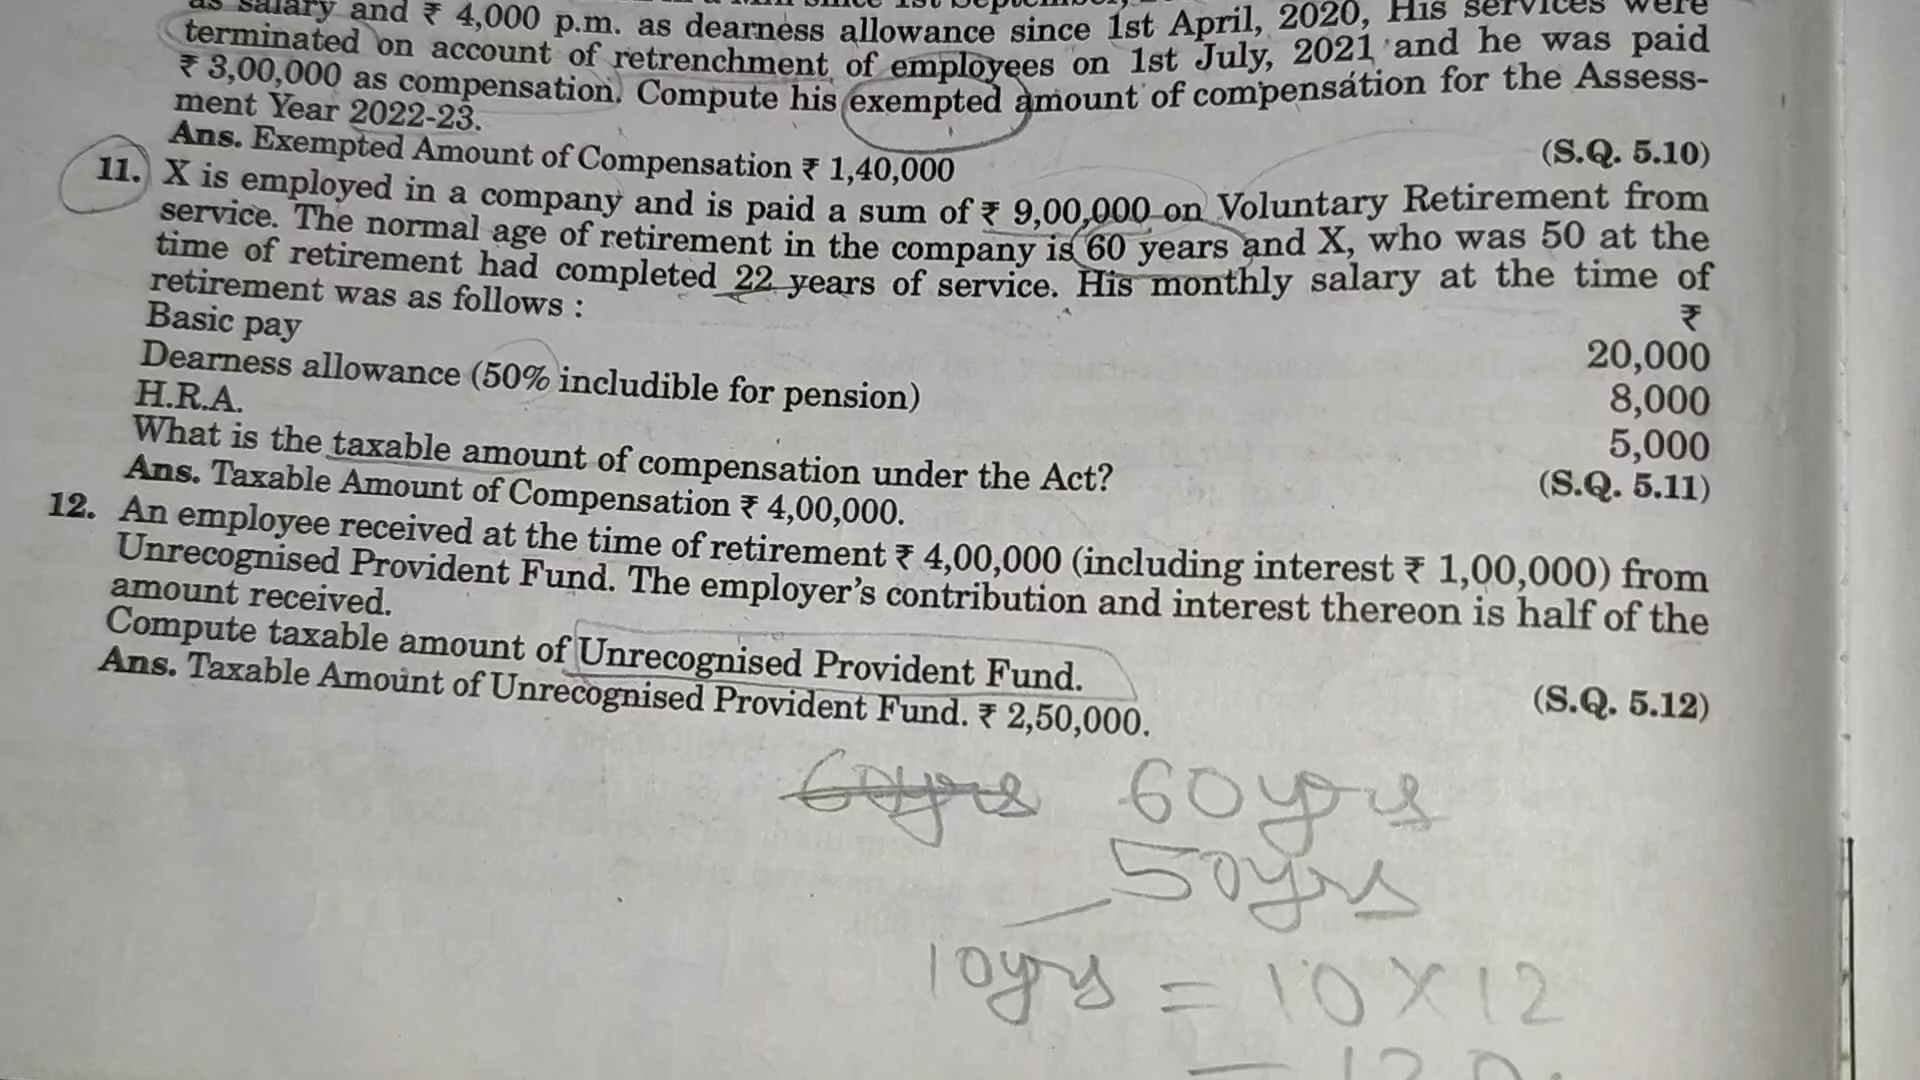 as salary and ₹ 4,000 p.m. as dearness allowance since 1st April, 2020, His services were
terminated on account of retrenchment of employees on 1st July, 2021 and he was paid
₹ 3,00,000 as compensation. Compute his exempted amount of compensation for the Assess-
ment Year 2022-23.
Ans. Exempted Amount of Compensation ₹ 1,40,000 (S.Q. 5.10)
11. X is employed in a company and is paid a sum of ₹ 9,00,000 on Voluntary Retirement from
service. The normal age of retirement in the company is 60 years and X, who was 50 at the
time of retirement had completed 22 years of service. His monthly salary at the time of
retirement was as follows :
₹
Basic pay 20,000
Dearness allowance (50% includible for pension) 8,000
H.R.A. 5,000
What is the taxable amount of compensation under the Act?
Ans. Taxable Amount of Compensation ₹ 4,00,000. (S.Q. 5.11)
12. An employee received at the time of retirement ₹ 4,00,000 (including interest ₹ 1,00,000) from
Unrecognised Provident Fund. The employer's contribution and interest thereon is half of the
amount received.
Compute taxable amount of Unrecognised Provident Fund.
Ans. Taxable Amount of Unrecognised Provident Fund. ₹ 2,50,000. (S.Q. 5.12)
60yrs 60yrs
50yrs
10yrs = 10 X 12
= 120